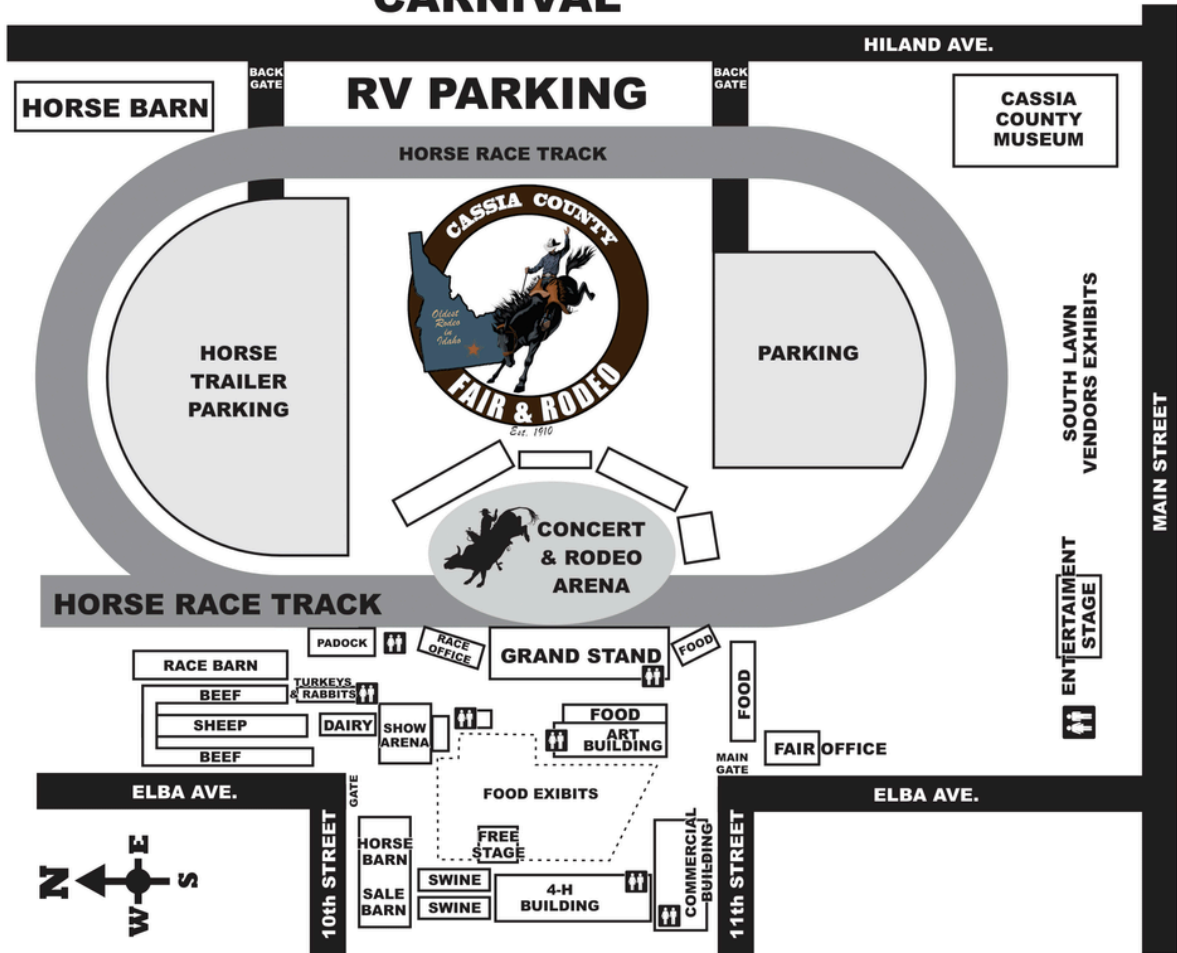 CARNIVAL
HILAND AVE.
BACK
GATE
RV PARKING
BACK
GATE
HORSE BARN
CASSIA
COUNTY
MUSEUM
HORSE RACE TRACK
CASSIA COUNTY
Oldest
Rodeo
in
Idaho
FAIR & RODEO
Est. 1910
HORSE
TRAILER
PARKING
PARKING
SOUTH LAWN
VENDORS EXHIBITS
MAIN STREET
CONCERT
& RODEO
ARENA
HORSE RACE TRACK
ENTERTAIMENT
STAGE
PADOCK
RACE
OFFICE
GRAND STAND
FOOD
RACE BARN
TURKEYS
& RABBITS
BEEF
SHEEP
DAIRY
SHOW
ARENA
BEEF
FOOD
ART
BUILDING
FOOD
FAIR OFFICE
MAIN
GATE
ELBA AVE.
GATE
FOOD EXIBITS
ELBA AVE.
FREE
STAGE
HORSE
BARN
SALE
BARN
SWINE
SWINE
4-H
BUILDING
COMMERCIAL
BUILDING
10th STREET
11th STREET
N
E
S
W